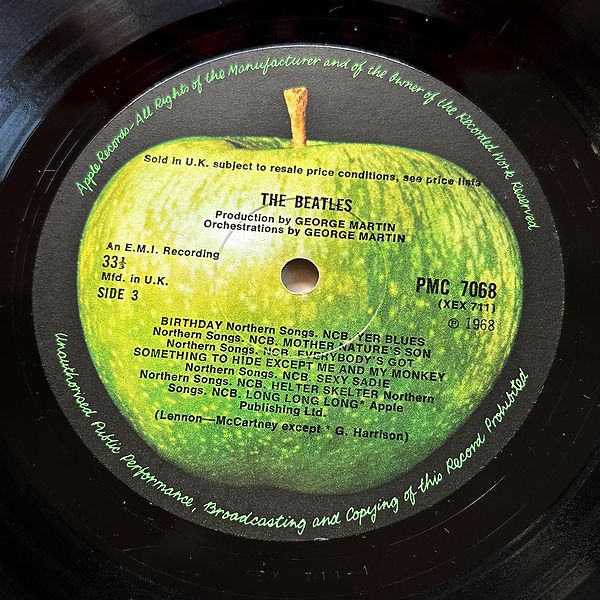 Apple Records-All Rights of the Manufacturer and of the Owner of the Recorded Work Reserved
Sold in U.K. subject to resale price conditions, see price lists
THE BEATLES
Production by GEORGE MARTIN
Orchestrations by GEORGE MARTIN
An E.M.I. Recording
33⅓
Mfd. in U.K.
SIDE 3
PMC 7068
(XEX 711)
℗ 1968
BIRTHDAY Northern Songs. NCB. YER BLUES
Northern Songs. NCB. MOTHER NATURE'S SON
Northern Songs. NCB. EVERYBODY'S GOT
SOMETHING TO HIDE EXCEPT ME AND MY MONKEY
Northern Songs. NCB. SEXY SADIE
Northern Songs. NCB. HELTER SKELTER Northern
Songs. NCB. LONG LONG LONG* Apple
Publishing Ltd.
(Lennon—McCartney except * G. Harrison)
Unauthorised Public Performance, Broadcasting and Copying of this Record Prohibited